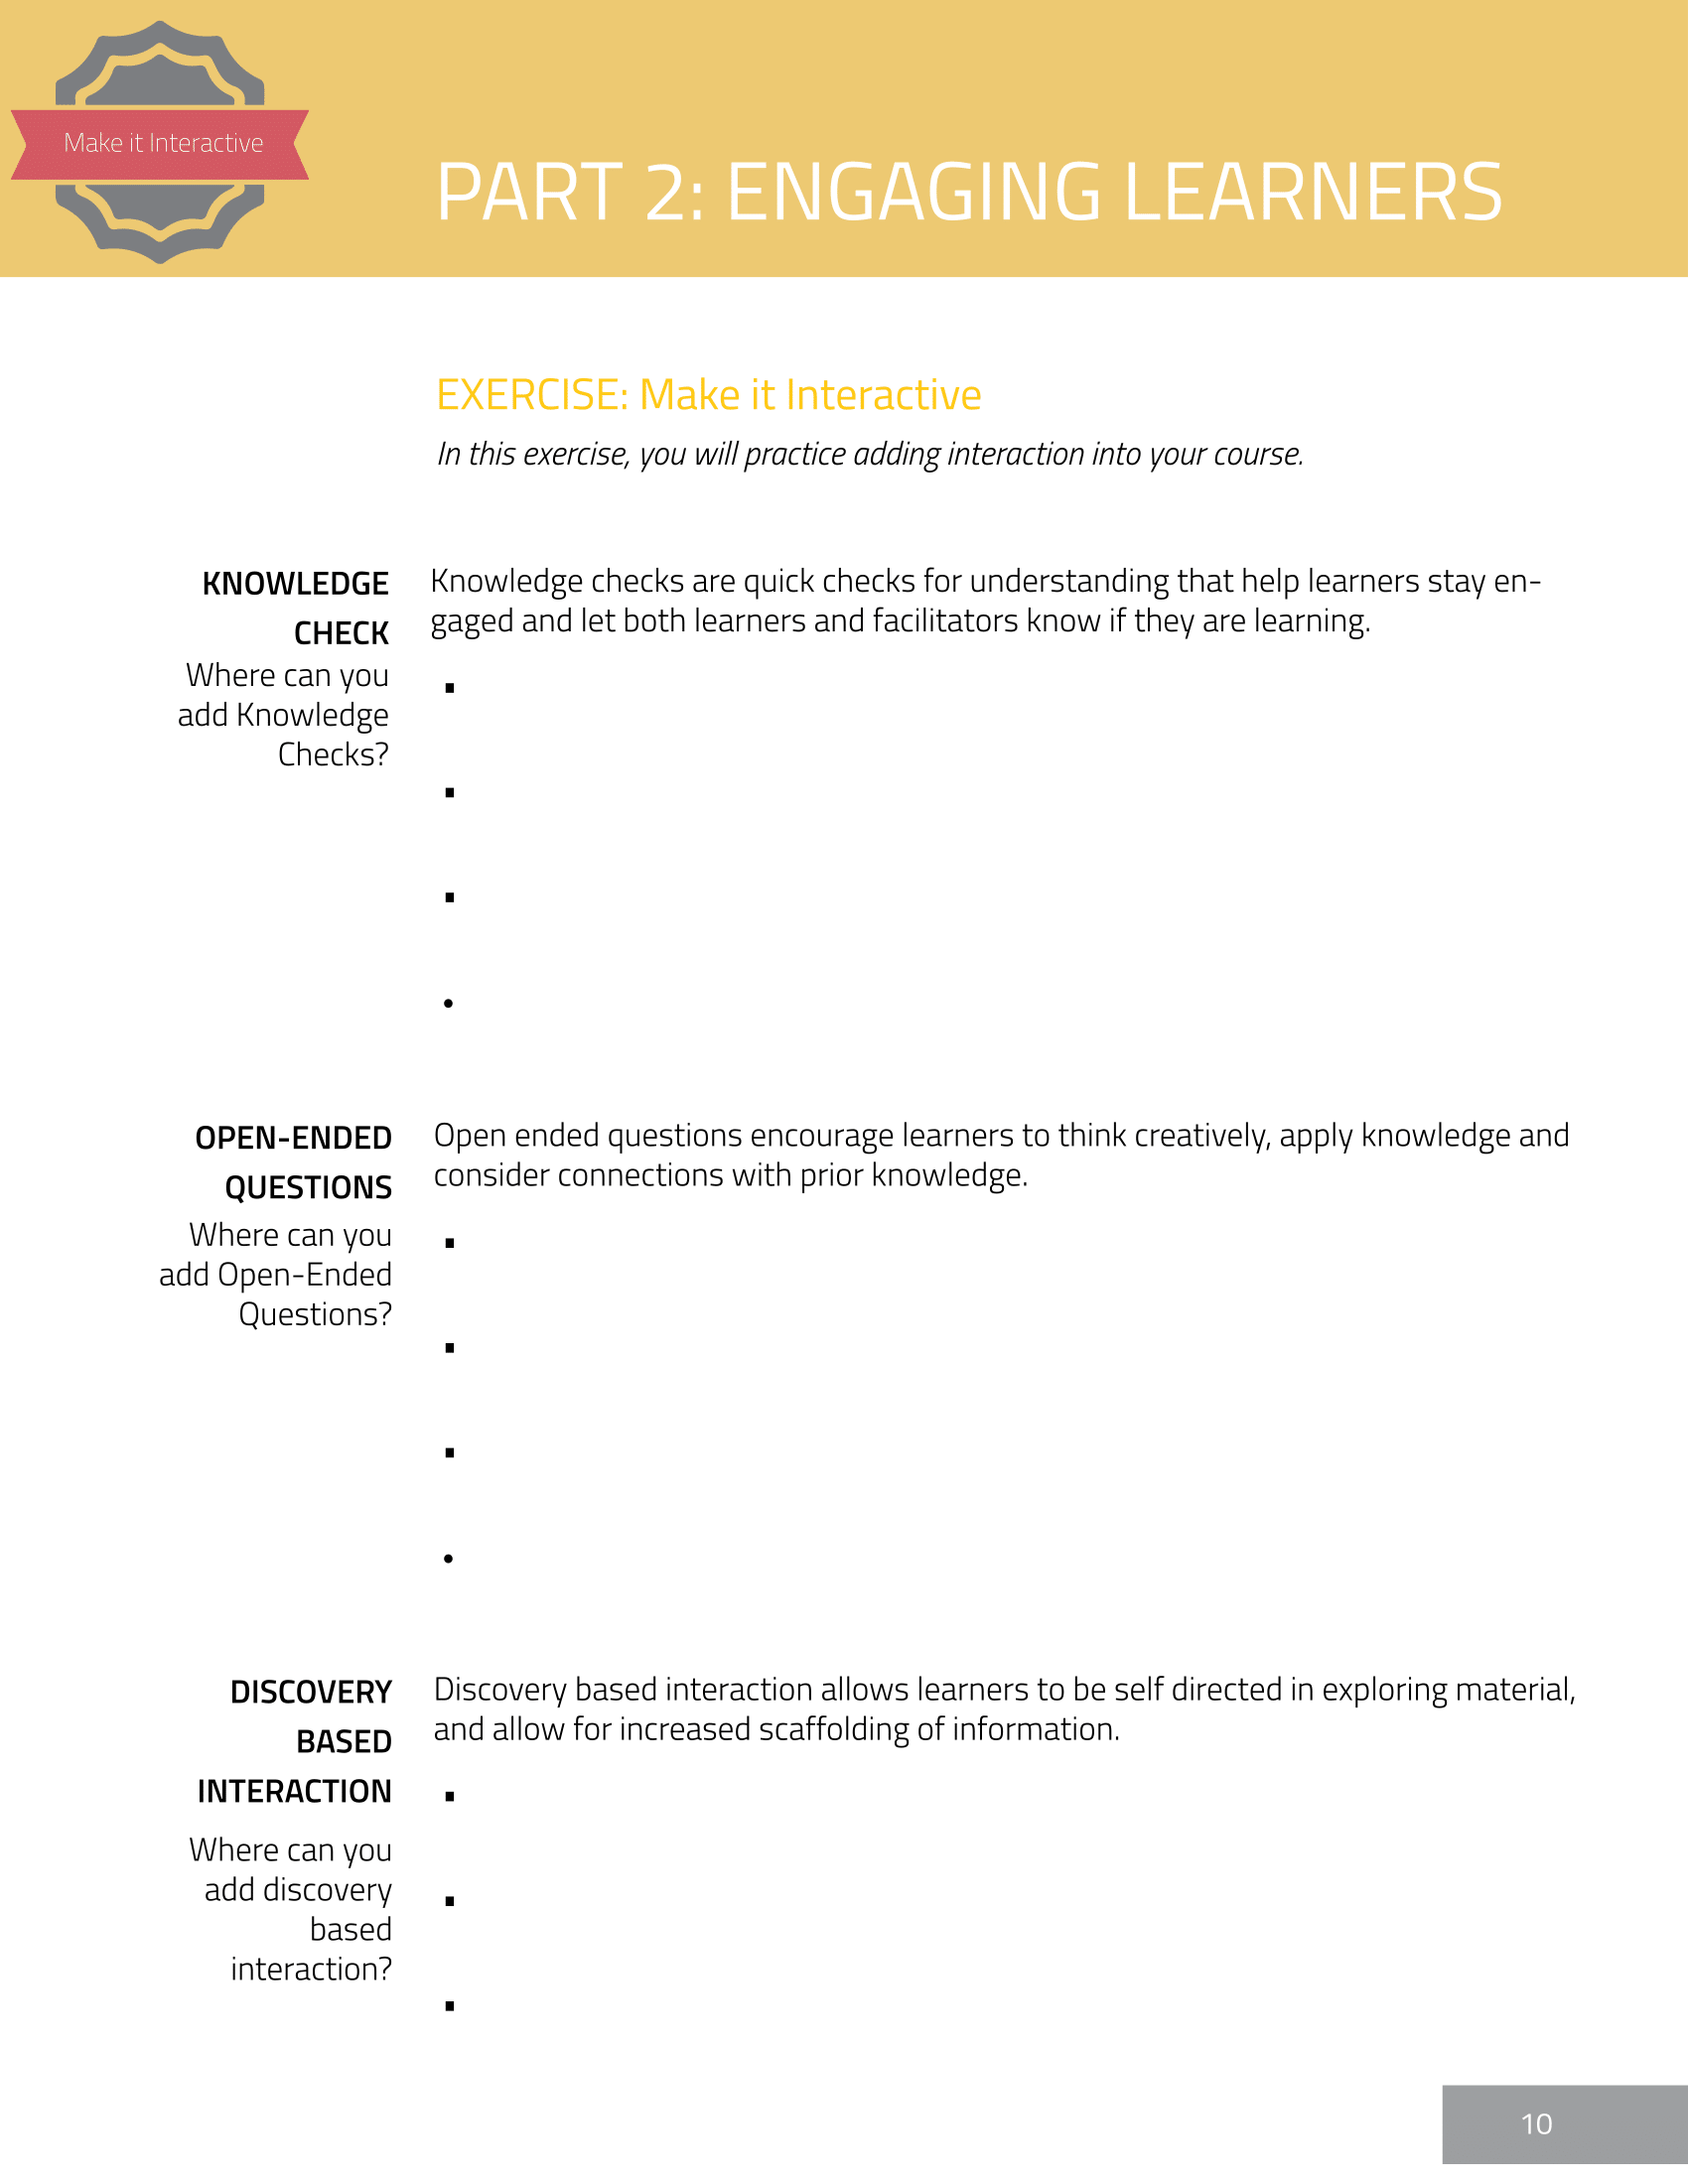 Make it Interactive
PART 2: ENGAGING LEARNERS
EXERCISE: Make it Interactive
In this exercise, you will practice adding interaction into your course.
KNOWLEDGE
CHECK
Where can you
add Knowledge
Checks?
Knowledge checks are quick checks for understanding that help learners stay en-
gaged and let both learners and facilitators know if they are learning.
▪
▪
▪
•
OPEN-ENDED
QUESTIONS
Where can you
add Open-Ended
Questions?
Open ended questions encourage learners to think creatively, apply knowledge and
consider connections with prior knowledge.
▪
▪
▪
•
DISCOVERY
BASED
INTERACTION
Where can you
add discovery
based
interaction?
Discovery based interaction allows learners to be self directed in exploring material,
and allow for increased scaffolding of information.
▪
▪
▪
10